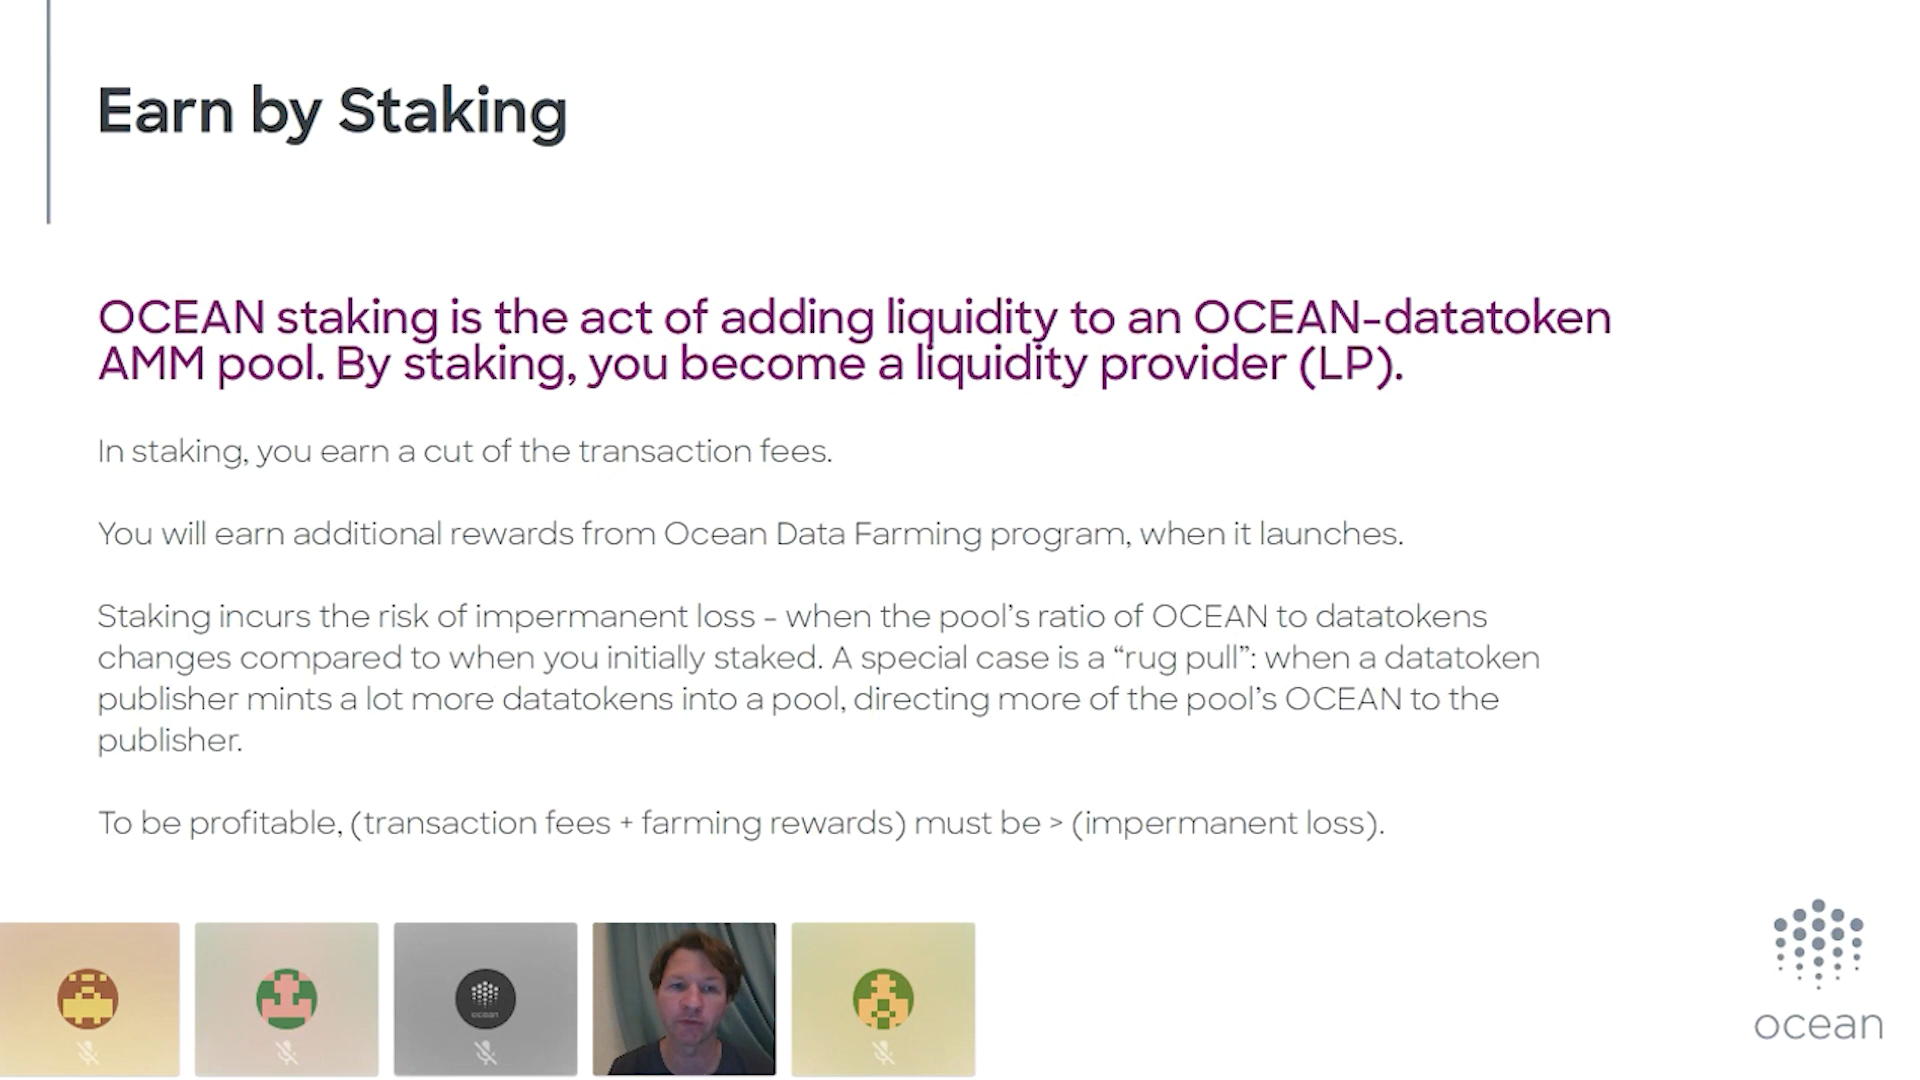 Earn by Staking
OCEAN staking is the act of adding liquidity to an OCEAN-datatoken
AMM pool. By staking, you become a liquidity provider (LP).
In staking, you earn a cut of the transaction fees.
You will earn additional rewards from Ocean Data Farming program, when it launches.
Staking incurs the risk of impermanent loss – when the pool’s ratio of OCEAN to datatokens
changes compared to when you initially staked. A special case is a “rug pull”: when a datatoken
publisher mints a lot more datatokens into a pool, directing more of the pool’s OCEAN to the
publisher.
To be profitable, (transaction fees + farming rewards) must be > (impermanent loss).
ocean
ocean